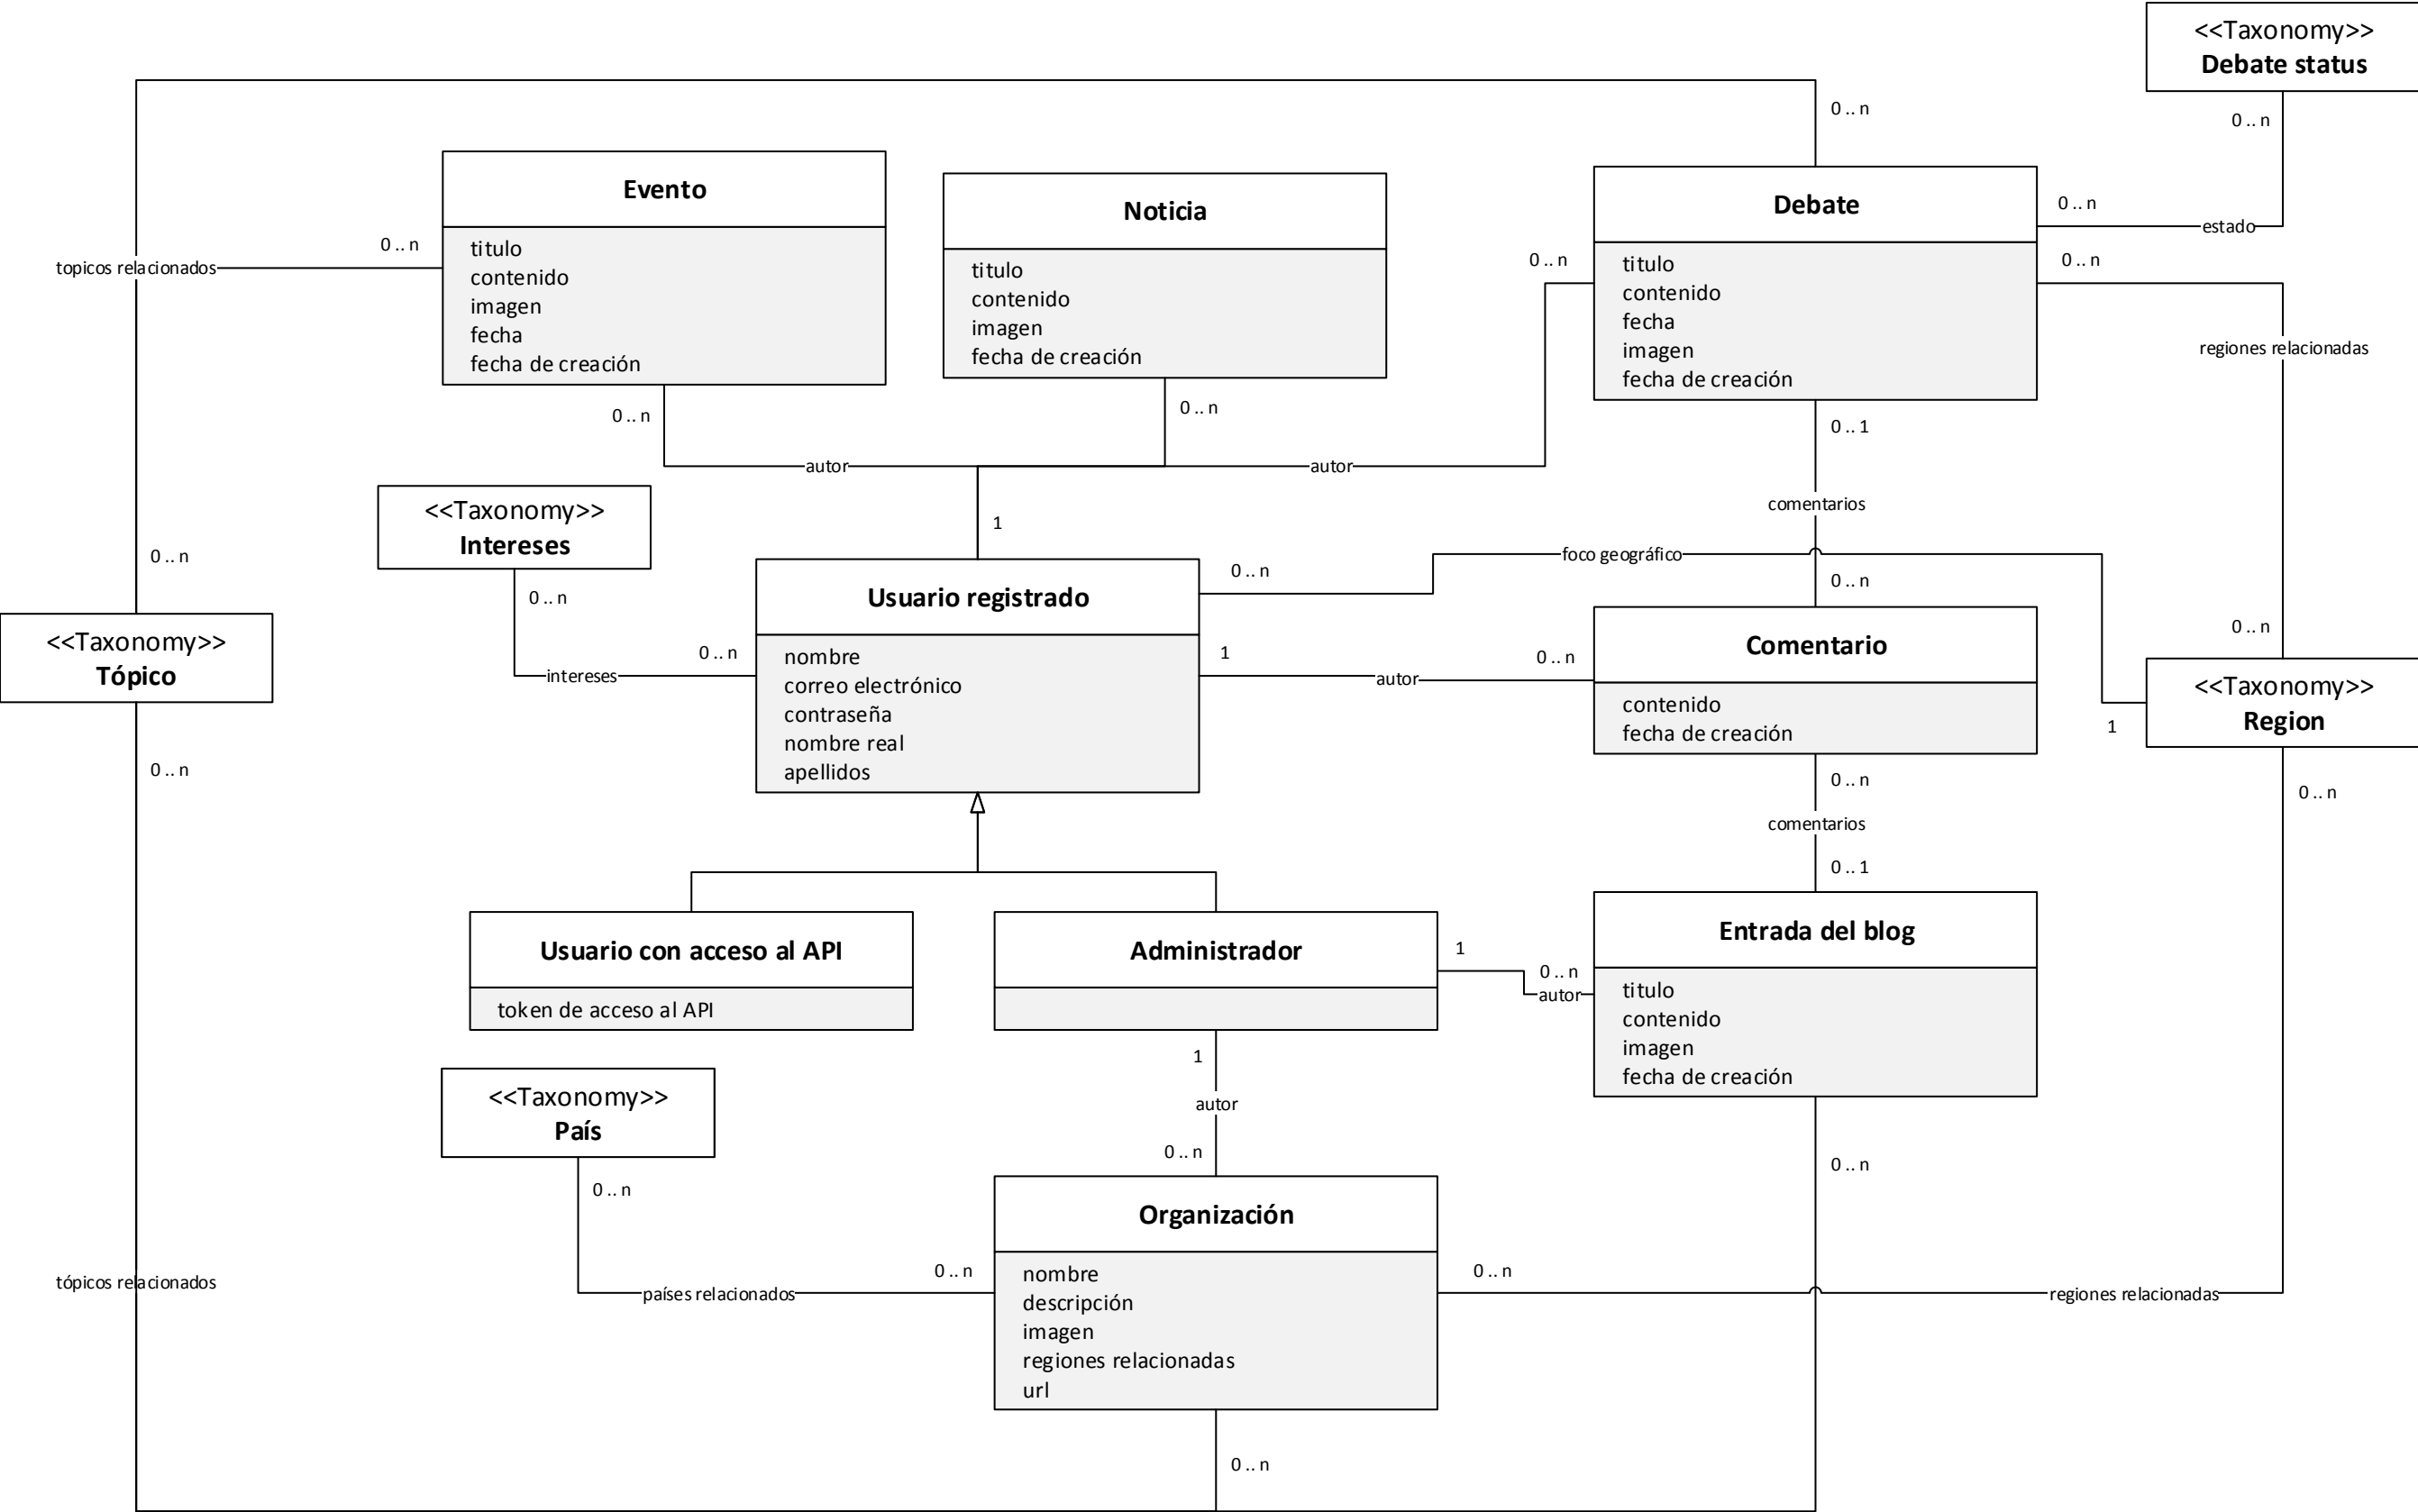 <<Taxonomy>>
Debate status
0 .. n
0 .. n
Evento
titulo
contenido
imagen
fecha
fecha de creación
Noticia
titulo
contenido
imagen
fecha de creación
Debate
titulo
contenido
fecha
imagen
fecha de creación
0 .. n
estado
0 .. n
topicos relacionados
0 .. n
0 .. n
regiones relacionadas
0 .. n
0 .. n
0 .. 1
autor
autor
comentarios
<<Taxonomy>>
Intereses
0 .. n
1
0 .. n
foco geográfico
0 .. n
0 .. n
<<Taxonomy>>
Tópico
0 .. n
intereses
0 .. n
Usuario registrado
nombre
correo electrónico
contraseña
nombre real
apellidos
1
autor
0 .. n
Comentario
contenido
fecha de creación
0 .. n
<<Taxonomy>>
Region
1
0 .. n
0 .. n
comentarios
0 .. 1
Usuario con acceso al API
token de acceso al API
Administrador
1
0 .. n
autor
Entrada del blog
titulo
contenido
imagen
fecha de creación
1
autor
0 .. n
<<Taxonomy>>
País
0 .. n
0 .. n
Organización
nombre
descripción
imagen
regiones relacionadas
url
tópicos relacionados
países relacionados
0 .. n
0 .. n
regiones relacionadas
0 .. n